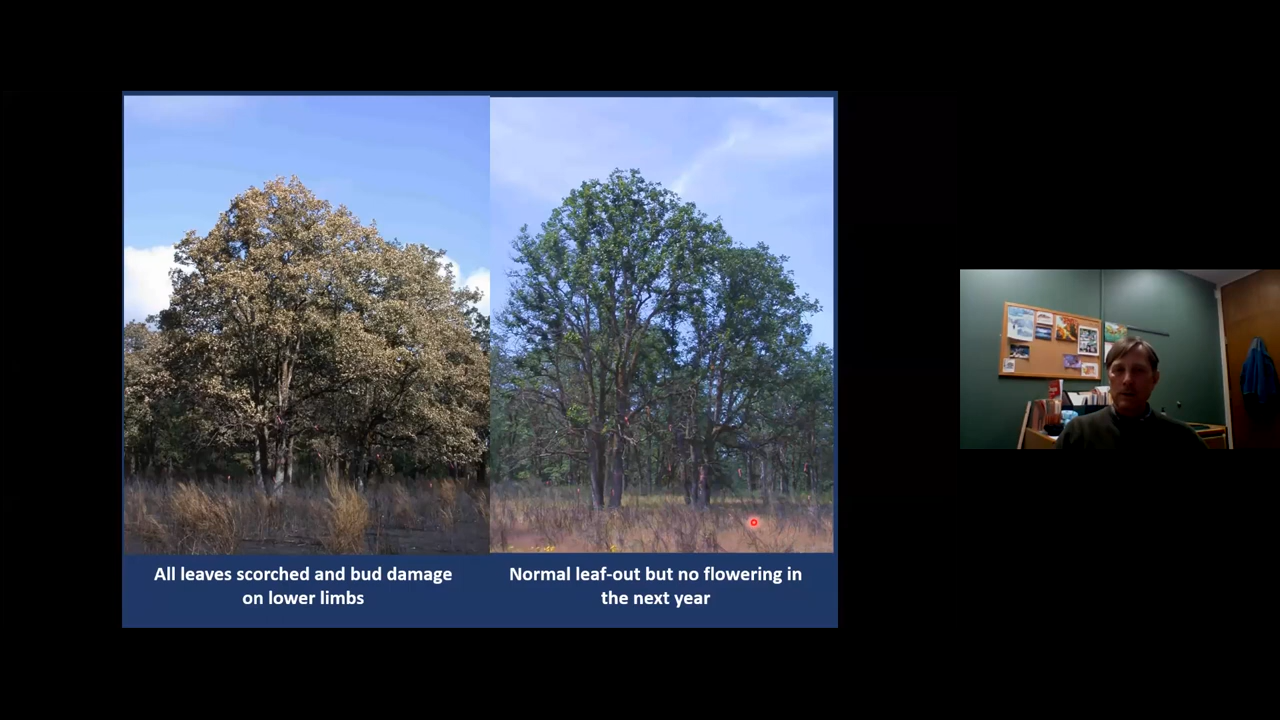 All leaves scorched and bud damage
on lower limbs
Normal leaf-out but no flowering in
the next year